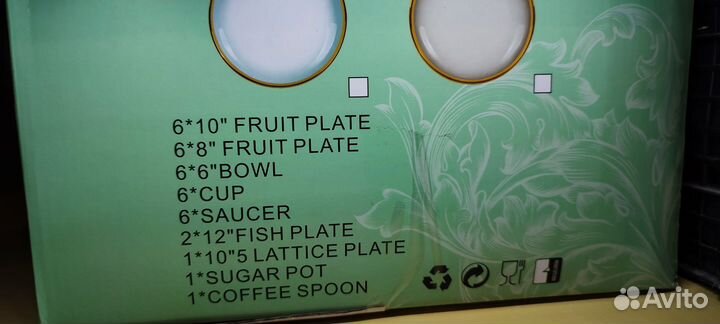 6*10" FRUIT PLATE
6*8" FRUIT PLATE
6*6"BOWL
6*CUP
6*SAUCER
2*12"FISH PLATE
1*10"5 LATTICE PLATE
1*SUGAR POT
1*COFFEE SPOON
Avito